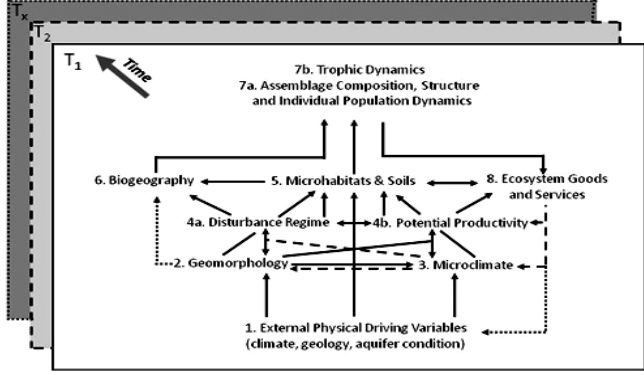 Tx
T2
T1
Time
7b. Trophic Dynamics
7a. Assemblage Composition, Structure
and Individual Population Dynamics
6. Biogeography
5. Microhabitats & Soils
8. Ecosystem Goods
and Services
4a. Disturbance Regime
4b. Potential Productivity
2. Geomorphology
3. Microclimate
1. External Physical Driving Variables
(climate, geology, aquifer condition)